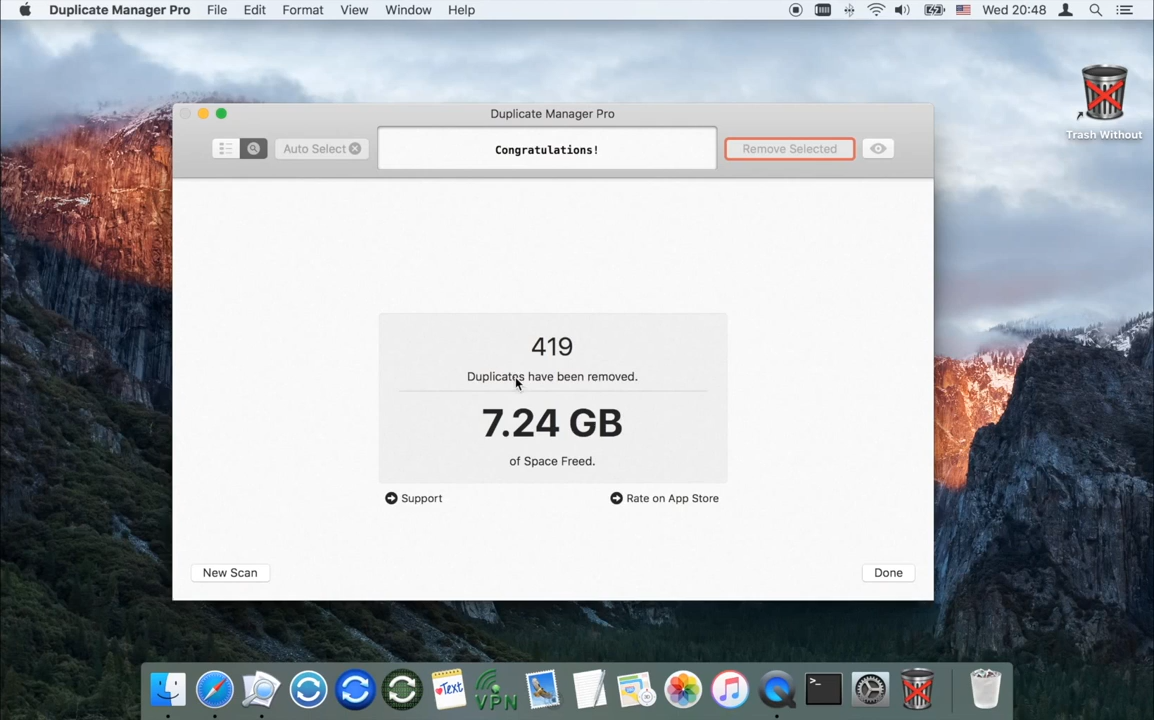 Duplicate Manager Pro File Edit Format View Window Help Wed 20:48
Trash Without
Duplicate Manager Pro
Auto Select Congratulations! Remove Selected
419
Duplicates have been removed.
7.24 GB
of Space Freed.
Support Rate on App Store
New Scan Done
Text
VPN
>_